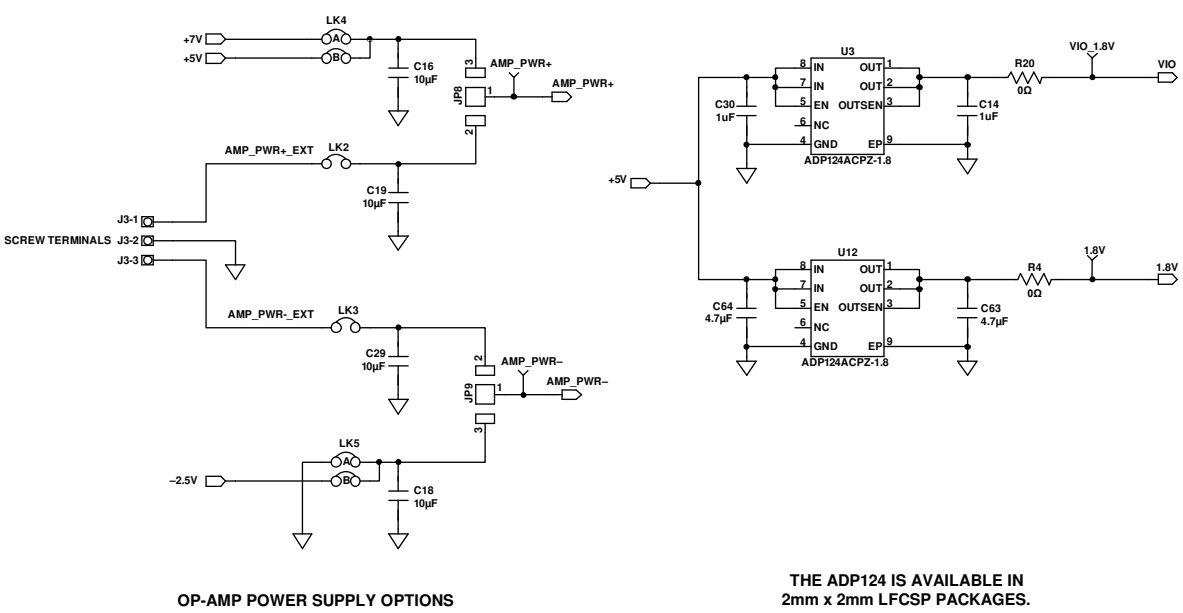 LK4
+7V
A
+5V
B
C16
10µF
3
JP8
1
2
AMP_PWR+
AMP_PWR+
AMP_PWR+_EXT
LK2
C19
10µF
J3-1
SCREW TERMINALS J3-2
J3-3
AMP_PWR-_EXT
LK3
C29
10µF
2
JP9
1
3
AMP_PWR–
AMP_PWR–
LK5
A
–2.5V
B
C18
10µF
OP-AMP POWER SUPPLY OPTIONS
+5V
U3
8 IN OUT 1
7 IN OUT 2
5 EN OUTSEN 3
6 NC
4 GND EP 9
ADP124ACPZ-1.8
C30
1uF
C14
1uF
R20
0Ω
VIO_1.8V
VIO
U12
8 IN OUT 1
7 IN OUT 2
5 EN OUTSEN 3
6 NC
4 GND EP 9
ADP124ACPZ-1.8
C64
4.7µF
C63
4.7µF
R4
0Ω
1.8V
1.8V
THE ADP124 IS AVAILABLE IN
2mm x 2mm LFCSP PACKAGES.